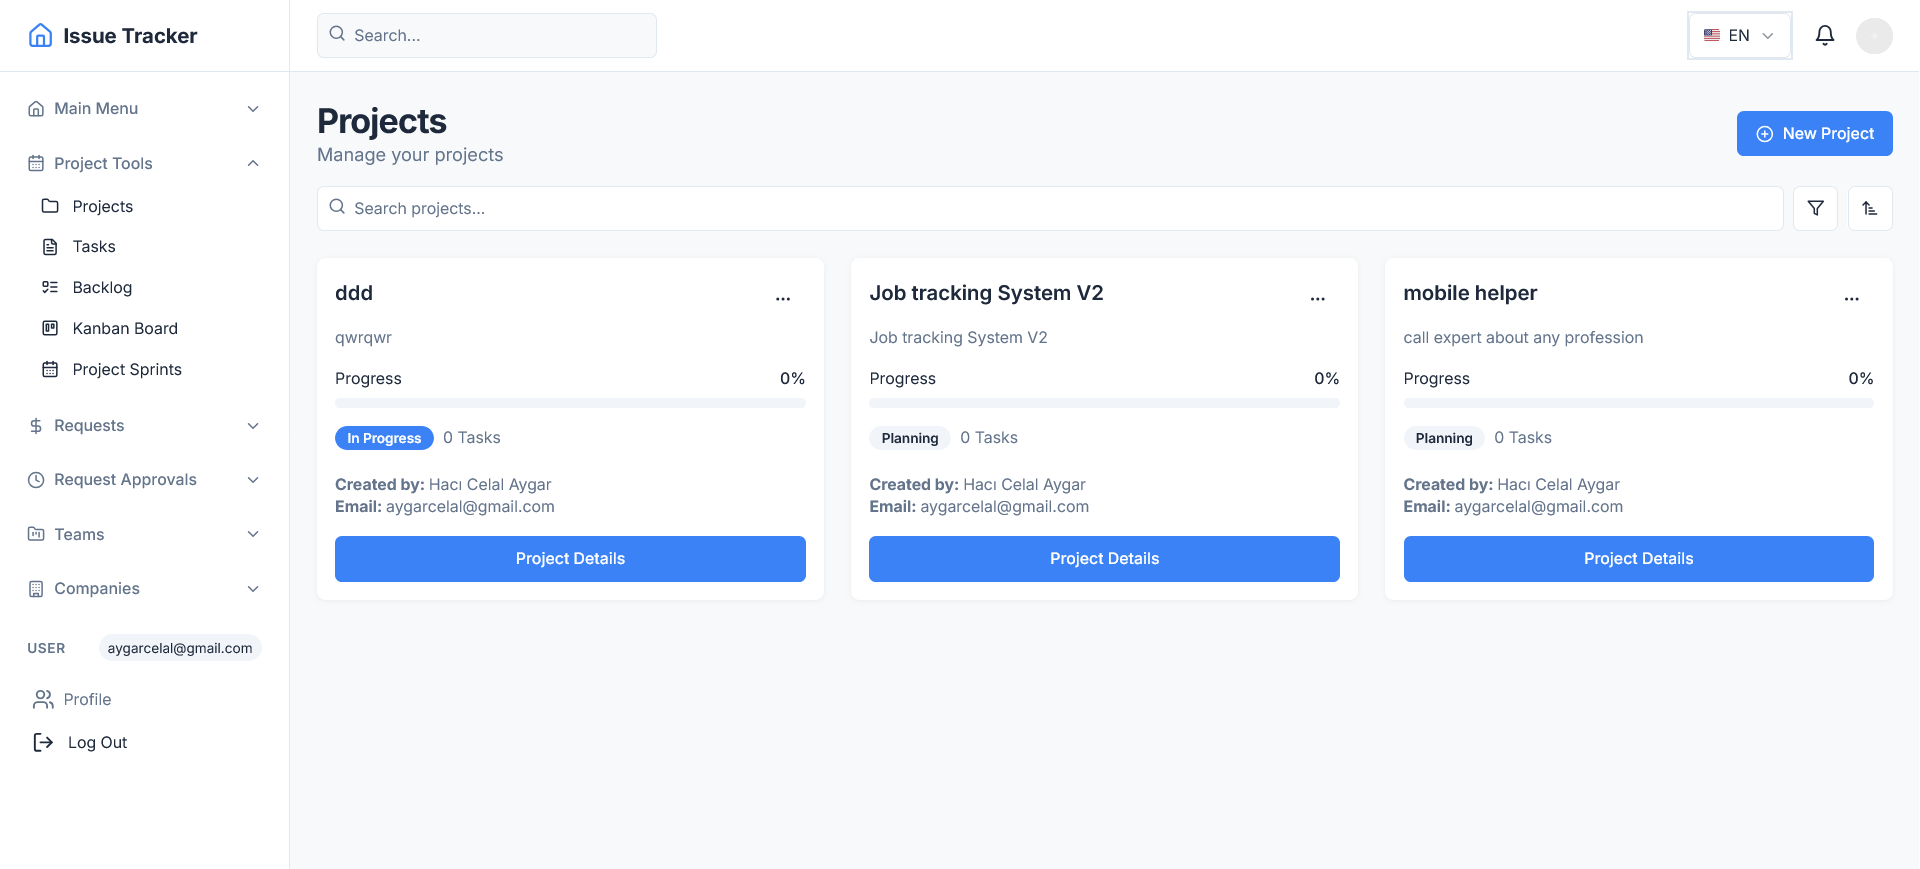 Issue Tracker
Search...
EN
Main Menu
Project Tools
Projects
Tasks
Backlog
Kanban Board
Project Sprints
Requests
Request Approvals
Teams
Companies
USER aygarcelal@gmail.com
Profile
Log Out
Projects
Manage your projects
New Project
Search projects...
ddd
...
qwrqwr
Progress 0%
In Progress 0 Tasks
Created by: Hacı Celal Aygar
Email: aygarcelal@gmail.com
Project Details
Job tracking System V2
...
Job tracking System V2
Progress 0%
Planning 0 Tasks
Created by: Hacı Celal Aygar
Email: aygarcelal@gmail.com
Project Details
mobile helper
...
call expert about any profession
Progress 0%
Planning 0 Tasks
Created by: Hacı Celal Aygar
Email: aygarcelal@gmail.com
Project Details